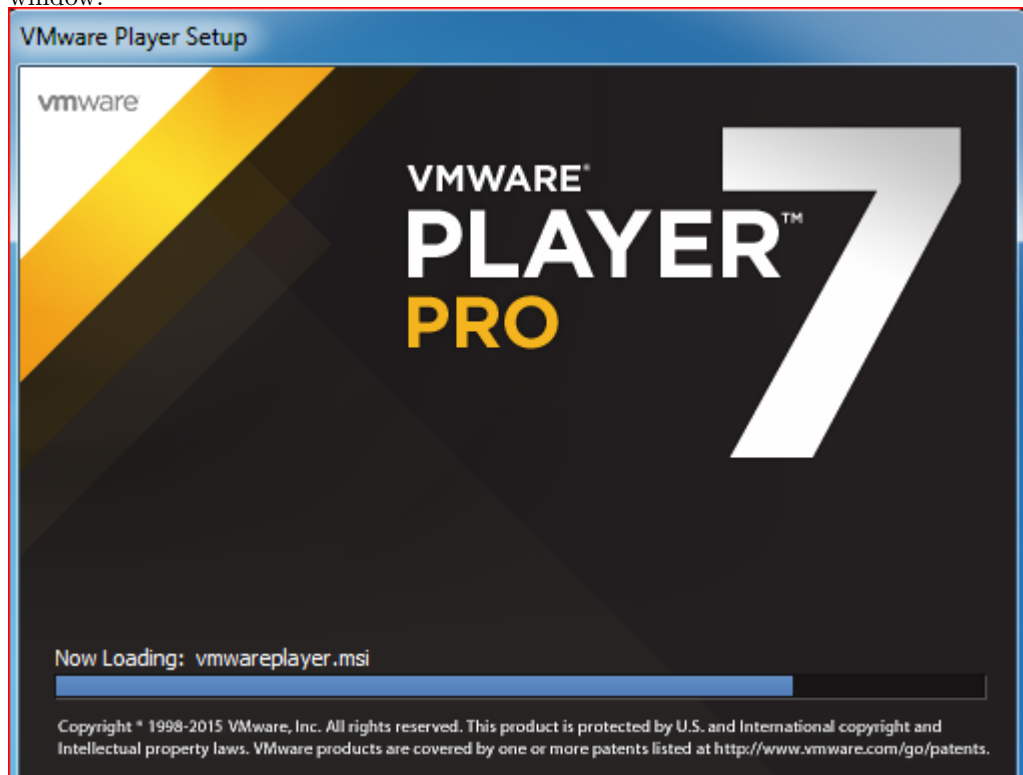 window.
VMware Player Setup
vmware
VMWARE®
PLAYER™
PRO
7
Now Loading: vmwareplayer.msi
Copyright * 1998-2015 VMware, Inc. All rights reserved. This product is protected by U.S. and International copyright and
Intellectual property laws. VMware products are covered by one or more patents listed at http://www.vmware.com/go/patents.